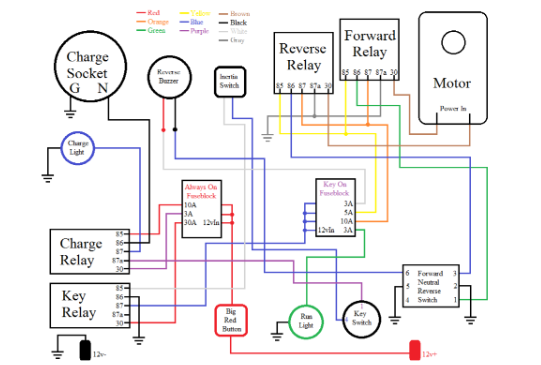 Red
Orange
Green
Yellow
Blue
Purple
Brown
Black
White
Gray
Charge
Socket
G N
Reverse
Buzzer
Inertia
Switch
Reverse
Relay
85 86 87 87a 30
Forward
Relay
85 86 87 87a 30
Motor
Power In
Charge
Light
Always On
Fuseblock
10A
3A
30A 12vIn
Key On
Fuseblock
3A
5A
10A
12vIn 3A
Charge
Relay
85
86
87
87a
30
Key
Relay
85
86
87
87a
30
Big
Red
Button
Run
Light
Key
Switch
6 Forward 3
5 Neutral 2
Reverse
4 Switch 1
12v-
12v+